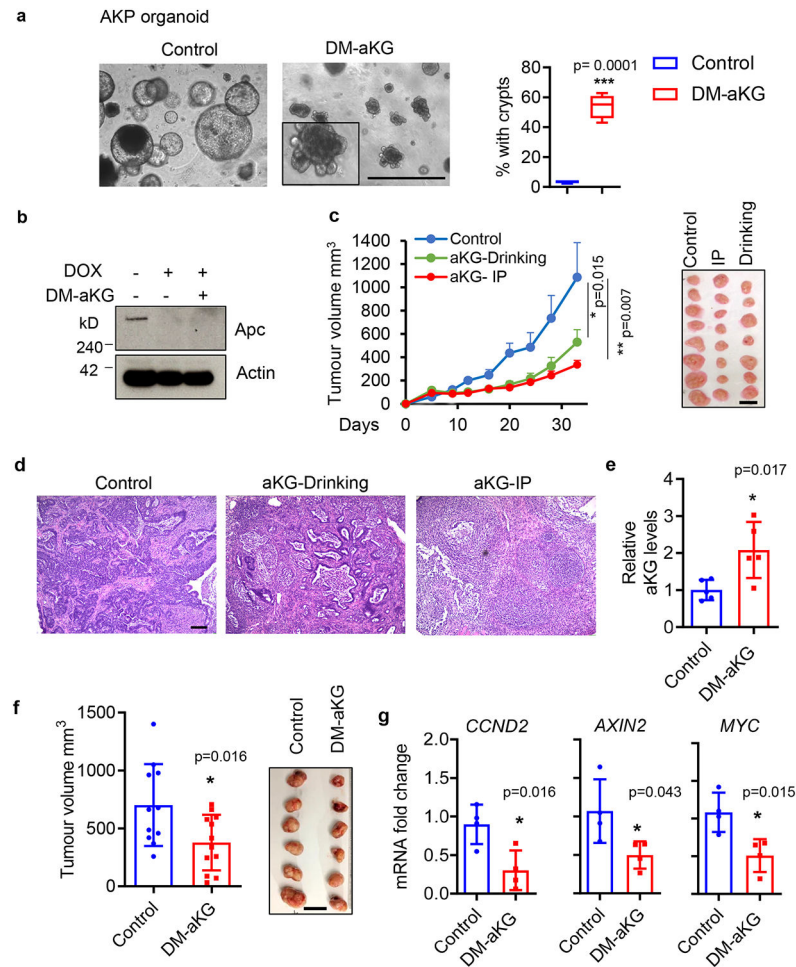 a
AKP organoid
Control
DM-aKG
% with crypts
80
60
40
20
0
p= 0.0001
***
Control
DM-aKG
b
DOX - + +
DM-aKG - - +
kD
240
42
Apc
Actin
c
Tumour volume mm3
1400
1200
1000
800
600
400
200
0
Control
aKG-Drinking
aKG- IP
* p=0.015
** p=0.007
Days
0 10 20 30
Control
IP
Drinking
d
Control
aKG-Drinking
aKG-IP
e
Relative
aKG levels
4
3
2
1
0
p=0.017
*
Control
DM-aKG
f
Tumour volume mm3
1500
1000
500
0
p=0.016
*
Control
DM-aKG
Control
DM-aKG
g
mRNA fold change
2.0
1.5
1.0
0.5
0.0
CCND2
p=0.016
*
Control
DM-aKG
AXIN2
p=0.043
*
Control
DM-aKG
MYC
p=0.015
*
Control
DM-aKG